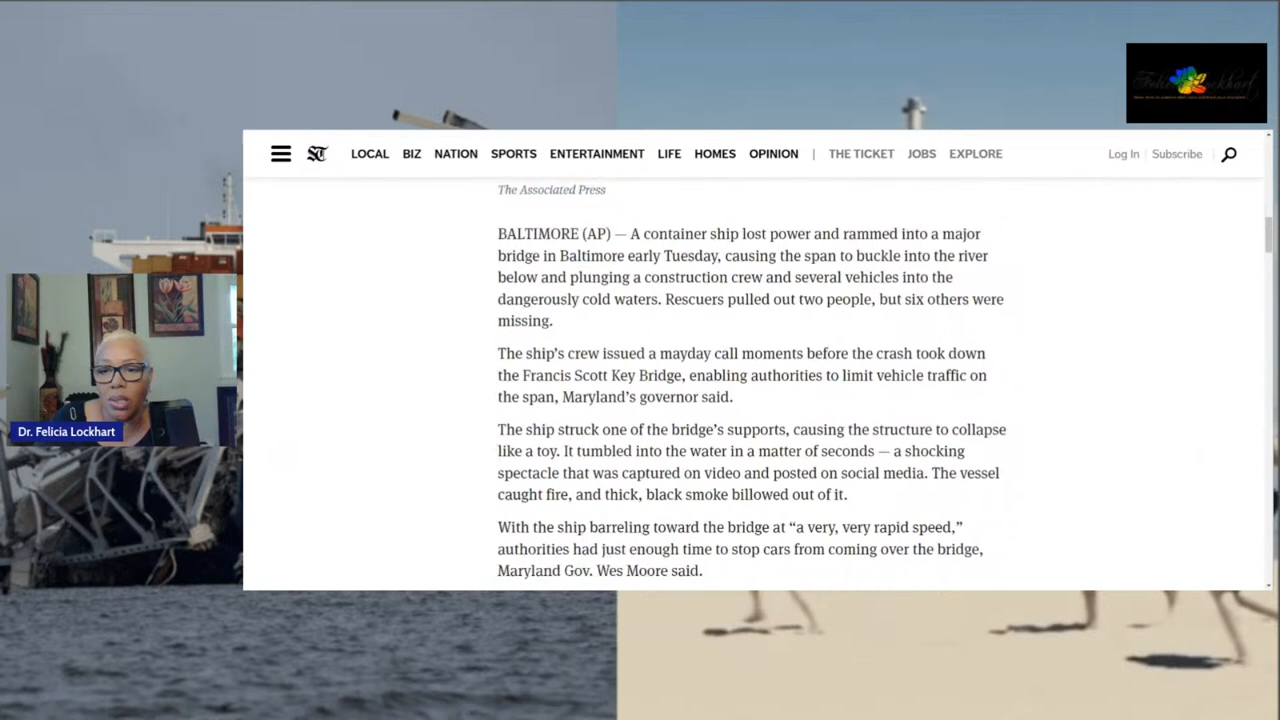 Felicia Lockhart
LOCAL BIZ NATION SPORTS ENTERTAINMENT LIFE HOMES OPINION | THE TICKET JOBS EXPLORE Log In Subscribe
The Associated Press
BALTIMORE (AP) — A container ship lost power and rammed into a major
bridge in Baltimore early Tuesday, causing the span to buckle into the river
below and plunging a construction crew and several vehicles into the
dangerously cold waters. Rescuers pulled out two people, but six others were
missing.
The ship’s crew issued a mayday call moments before the crash took down
the Francis Scott Key Bridge, enabling authorities to limit vehicle traffic on
the span, Maryland’s governor said.
The ship struck one of the bridge’s supports, causing the structure to collapse
like a toy. It tumbled into the water in a matter of seconds — a shocking
spectacle that was captured on video and posted on social media. The vessel
caught fire, and thick, black smoke billowed out of it.
With the ship barreling toward the bridge at “a very, very rapid speed,”
authorities had just enough time to stop cars from coming over the bridge,
Maryland Gov. Wes Moore said.
Dr. Felicia Lockhart